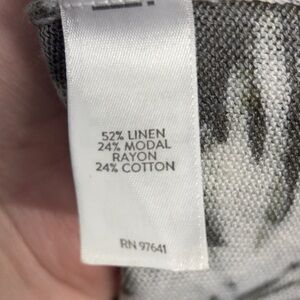 52% LINEN
24% MODAL
RAYON
24% COTTON
RN 97641